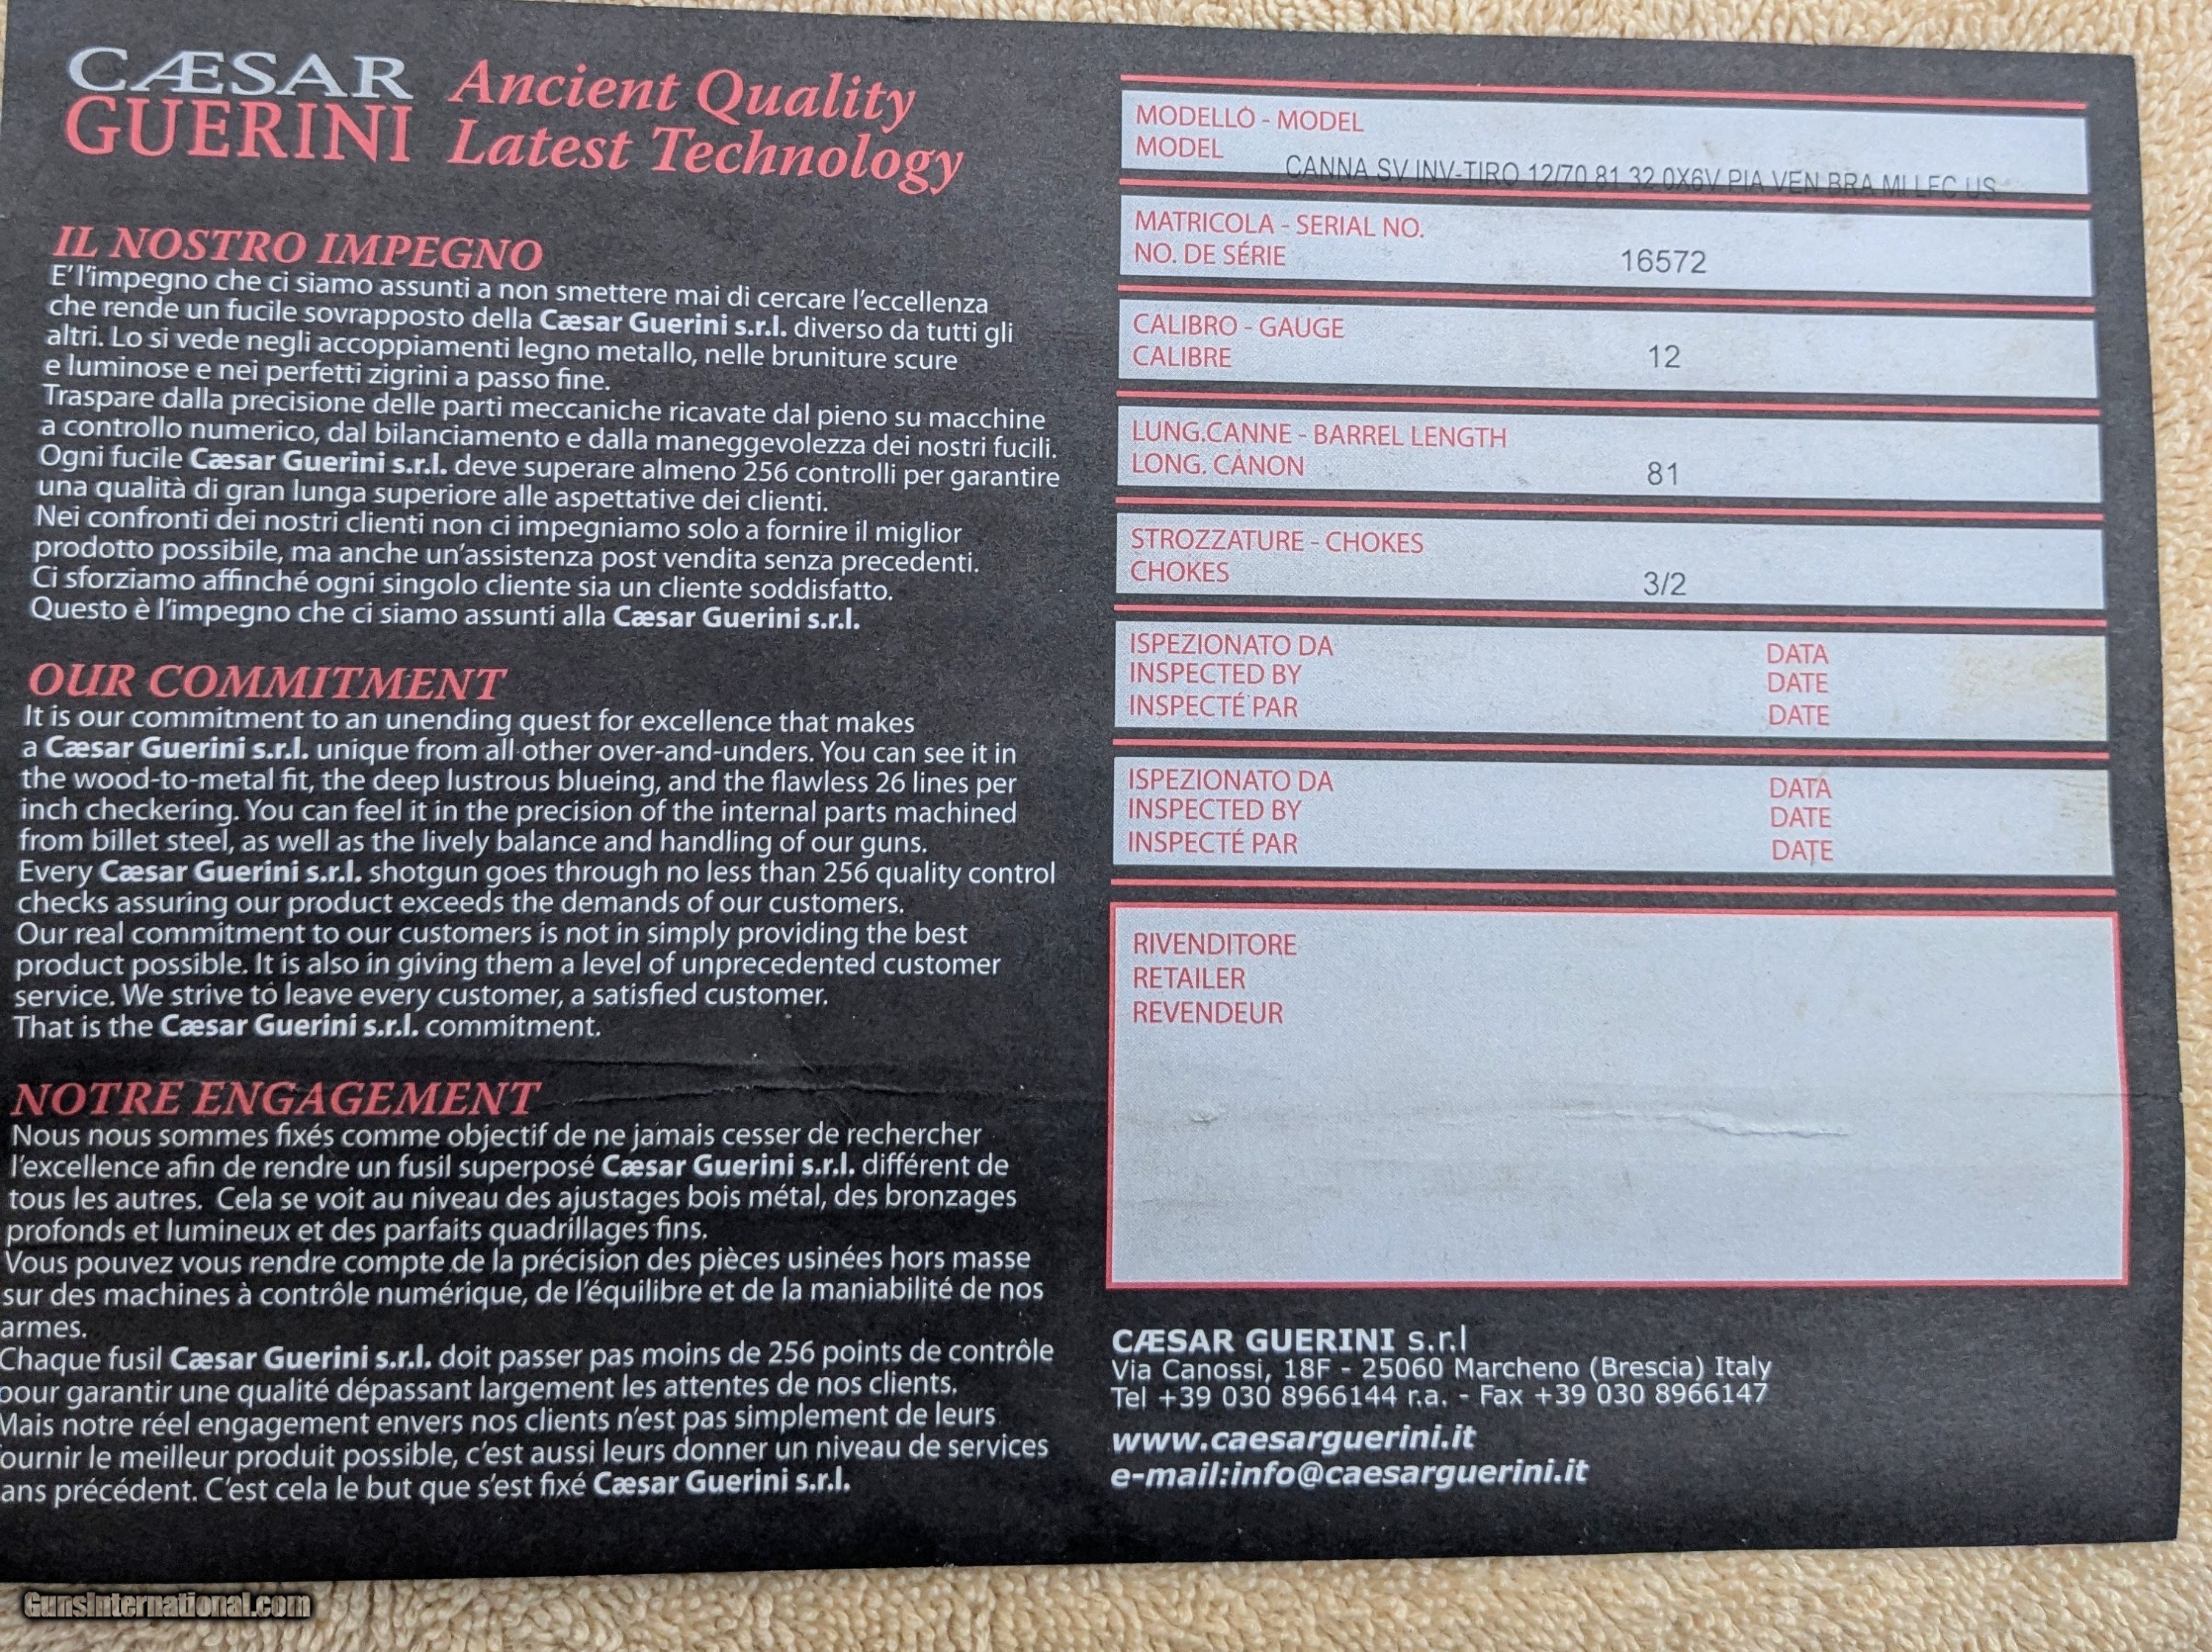 CÆSAR
GUERINI
Ancient Quality
Latest Technology
IL NOSTRO IMPEGNO
E' l'impegno che ci siamo assunti a non smettere mai di cercare l'eccellenza
che rende un fucile sovrapposto della Cæsar Guerini s.r.l. diverso da tutti gli
altri. Lo si vede negli accoppiamenti legno metallo, nelle bruniture scure
e luminose e nei perfetti zigrini a passo fine.
Traspare dalla precisione delle parti meccaniche ricavate dal pieno su macchine
a controllo numerico, dal bilanciamento e dalla maneggevolezza dei nostri fucili.
Ogni fucile Cæsar Guerini s.r.l. deve superare almeno 256 controlli per garantire
una qualità di gran lunga superiore alle aspettative dei clienti.
Nei confronti dei nostri clienti non ci impegniamo solo a fornire il miglior
prodotto possibile, ma anche un'assistenza post vendita senza precedenti.
Ci sforziamo affinché ogni singolo cliente sia un cliente soddisfatto.
Questo è l'impegno che ci siamo assunti alla Cæsar Guerini s.r.l.
OUR COMMITMENT
It is our commitment to an unending quest for excellence that makes
a Cæsar Guerini s.r.l. unique from all other over-and-unders. You can see it in
the wood-to-metal fit, the deep lustrous blueing, and the flawless 26 lines per
inch checkering. You can feel it in the precision of the internal parts machined
from billet steel, as well as the lively balance and handling of our guns.
Every Cæsar Guerini s.r.l. shotgun goes through no less than 256 quality control
checks assuring our product exceeds the demands of our customers.
Our real commitment to our customers is not in simply providing the best
product possible. It is also in giving them a level of unprecedented customer
service. We strive to leave every customer, a satisfied customer.
That is the Cæsar Guerini s.r.l. commitment.
NOTRE ENGAGEMENT
Nous nous sommes fixés comme objectif de ne jamais cesser de rechercher
l'excellence afin de rendre un fusil superposé Cæsar Guerini s.r.l. différent de
tous les autres. Cela se voit au niveau des ajustages bois métal, des bronzages
profonds et lumineux et des parfaits quadrillages fins.
Vous pouvez vous rendre compte de la précision des pièces usinées hors masse
sur des machines à contrôle numérique, de l'équilibre et de la maniabilité de nos
armes.
Chaque fusil Cæsar Guerini s.r.l. doit passer pas moins de 256 points de contrôle
pour garantir une qualité dépassant largement les attentes de nos clients.
Mais notre réel engagement envers nos clients n'est pas simplement de leurs
ournir le meilleur produit possible, c'est aussi leurs donner un niveau de services
ans précédent. C'est cela le but que s'est fixé Cæsar Guerini s.r.l.
MODELLO - MODEL
MODEL
CANNA SV INV-TIRO 12/70 81 32 0X6V PIA VEN BRA MI LEC US
MATRICOLA - SERIAL NO.
NO. DE SÉRIE
16572
CALIBRO - GAUGE
CALIBRE
12
LUNG.CANNE - BARREL LENGTH
LONG. CANON
81
STROZZATURE - CHOKES
CHOKES
3/2
ISPEZIONATO DA DATA
INSPECTED BY DATE
INSPECTÉ PAR DATE
ISPEZIONATO DA DATA
INSPECTED BY DATE
INSPECTÉ PAR DATE
RIVENDITORE
RETAILER
REVENDEUR
CÆSAR GUERINI s.r.l
Via Canossi, 18F - 25060 Marcheno (Brescia) Italy
Tel +39 030 8966144 r.a. - Fax +39 030 8966147
www.caesarguerini.it
e-mail:info@caesarguerini.it
GunsInternational.com